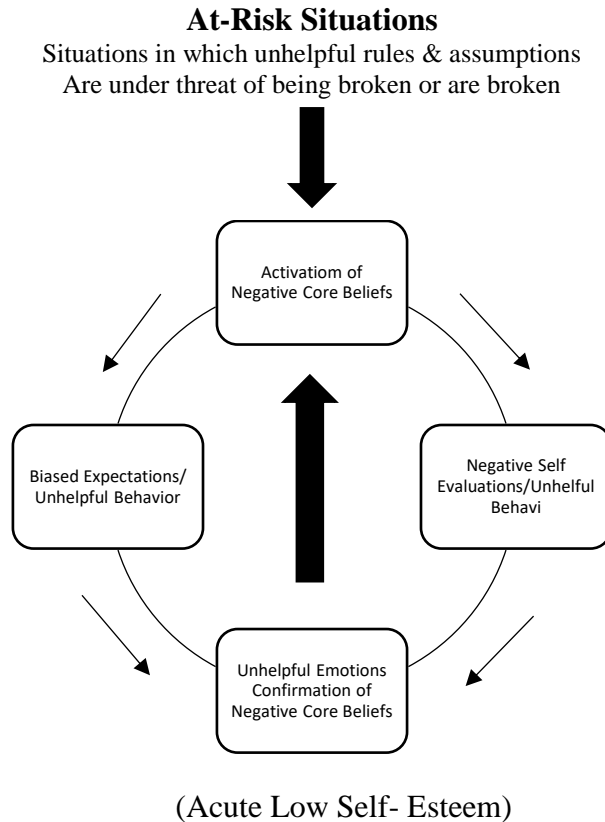 At-Risk Situations
Situations in which unhelpful rules & assumptions
Are under threat of being broken or are broken
Activatiom of
Negative Core Beliefs
Biased Expectations/
Unhelpful Behavior
Negative Self
Evaluations/Unhelful
Behavi
Unhelpful Emotions
Confirmation of
Negative Core Beliefs
(Acute Low Self- Esteem)